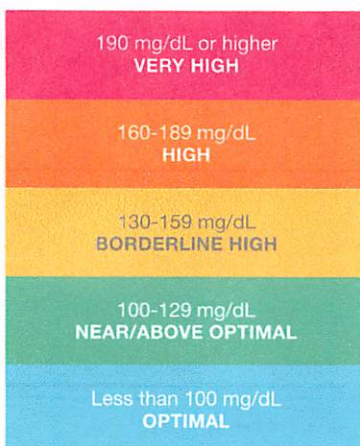 190 mg/dL or higher
VERY HIGH
160-189 mg/dL
HIGH
130-159 mg/dL
BORDERLINE HIGH
100-129 mg/dL
NEAR/ABOVE OPTIMAL
Less than 100 mg/dL
OPTIMAL